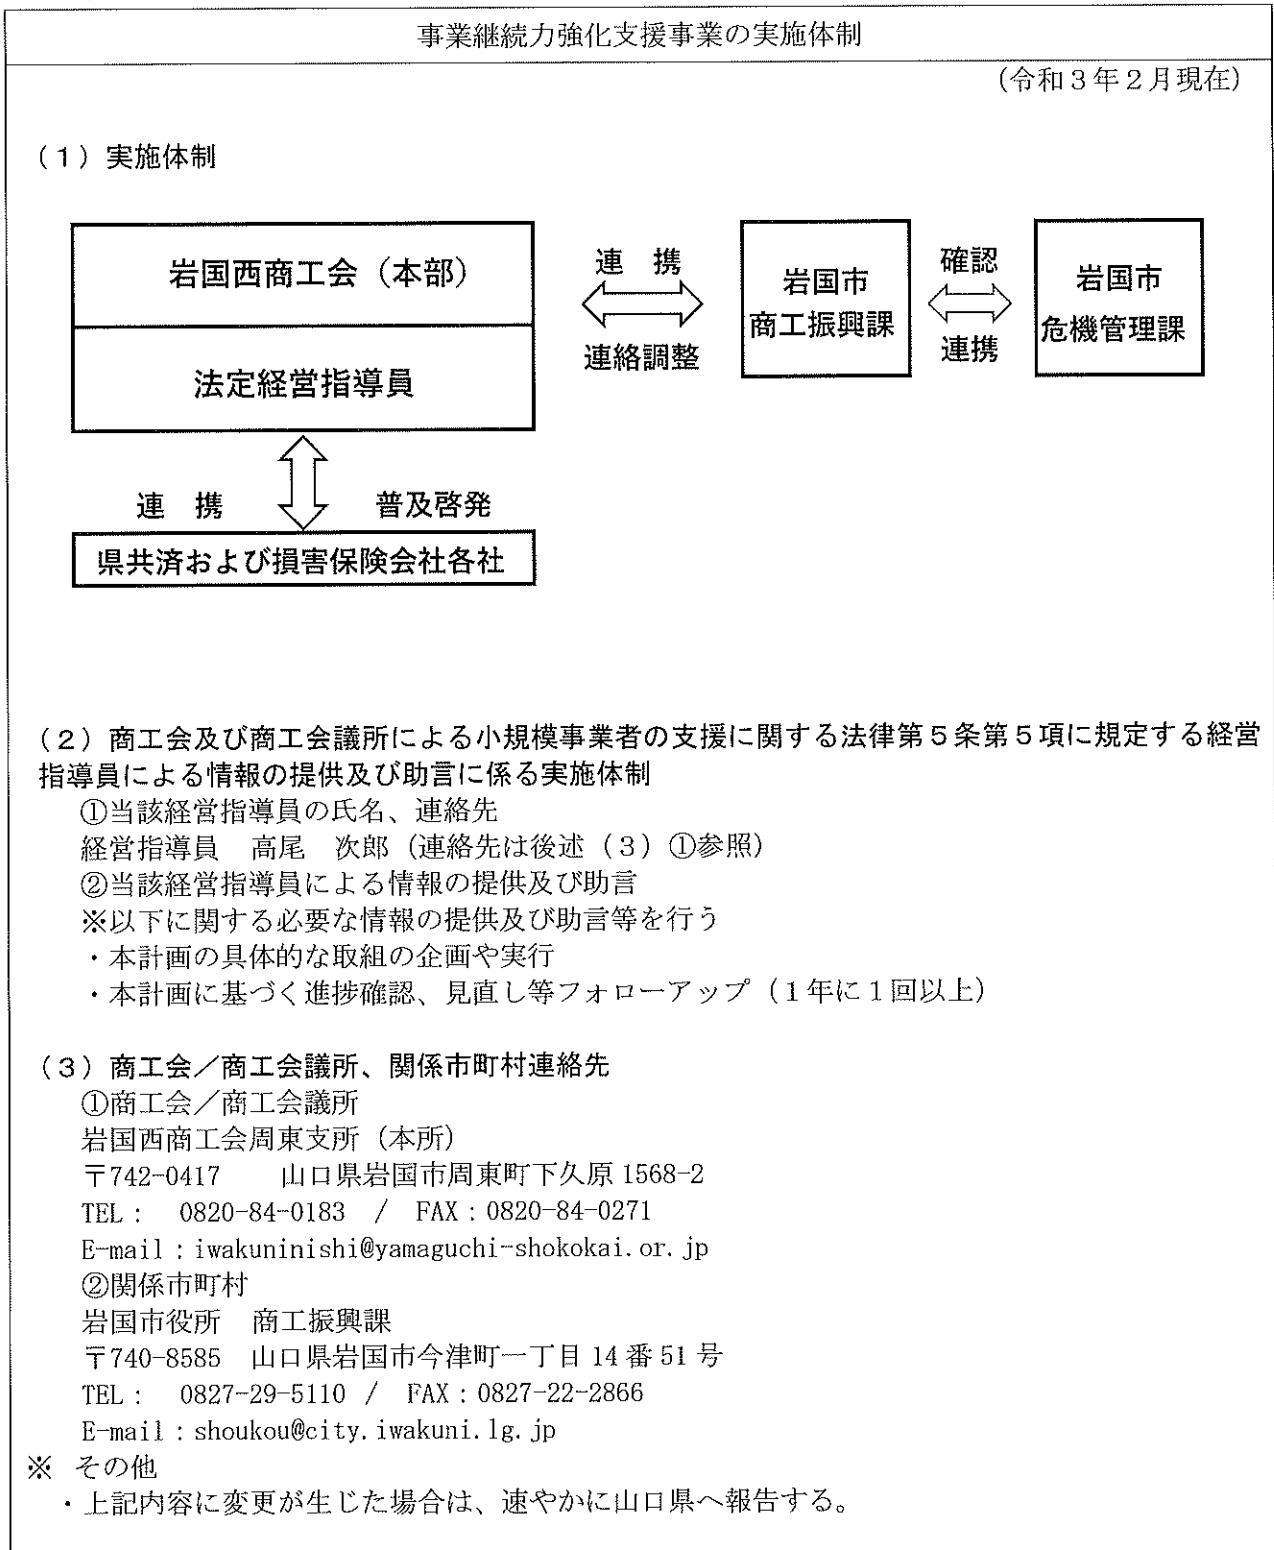 事業継続力強化支援事業の実施体制
(令和3年2月現在)
(1)実施体制
岩国西商工会(本部)
法定経営指導員
連 携
連絡調整
岩国市
商工振興課
確認
連携
岩国市
危機管理課
連 携
普及啓発
県共済および損害保険会社各社
(2)商工会及び商工会議所による小規模事業者の支援に関する法律第5条第5項に規定する経営
指導員による情報の提供及び助言に係る実施体制
①当該経営指導員の氏名、連絡先
経営指導員 高尾 次郎(連絡先は後述(3)①参照)
②当該経営指導員による情報の提供及び助言
※以下に関する必要な情報の提供及び助言等を行う
・本計画の具体的な取組の企画や実行
・本計画に基づく進捗確認、見直し等フォローアップ(1年に1回以上)
(3)商工会/商工会議所、関係市町村連絡先
①商工会/商工会議所
岩国西商工会周東支所(本所)
〒742-0417 山口県岩国市周東町下久原 1568-2
TEL: 0820-84-0183 / FAX:0820-84-0271
E-mail:iwakuninishi@yamaguchi-shokokai.or.jp
②関係市町村
岩国市役所 商工振興課
〒740-8585 山口県岩国市今津町一丁目 14 番 51 号
TEL: 0827-29-5110 / FAX:0827-22-2866
E-mail:shoukou@city.iwakuni.lg.jp
※ その他
・上記内容に変更が生じた場合は、速やかに山口県へ報告する。